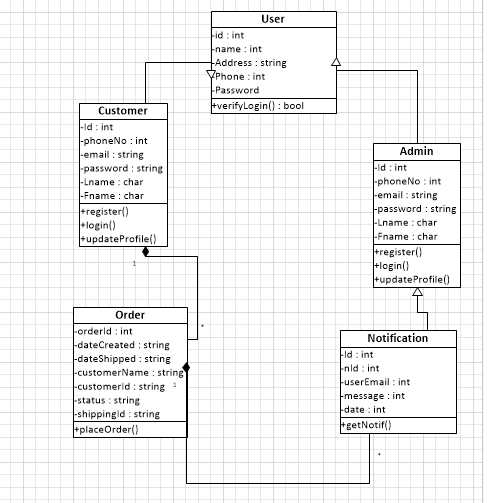 User
-id : int
-name : int
-Address : string
-Phone : int
-Password
+verifyLogin() : bool
Customer
-Id : int
-phoneNo : int
-email : string
-password : string
-Lname : char
-Fname : char
+register()
+login()
+updateProfile()
1
Admin
-Id : int
-phoneNo : int
-email : string
-password : string
-Lname : char
-Fname : char
+register()
+login()
+updateProfile()
*
Order
-orderId : int
-dateCreated : string
-dateShipped : string
-customerName : string
-customerId : string
-status : string
-shippingId : string
+placeOrder()
1
Notification
-Id : int
-nId : int
-userEmail : int
-message : int
-date : int
+getNotif()
*